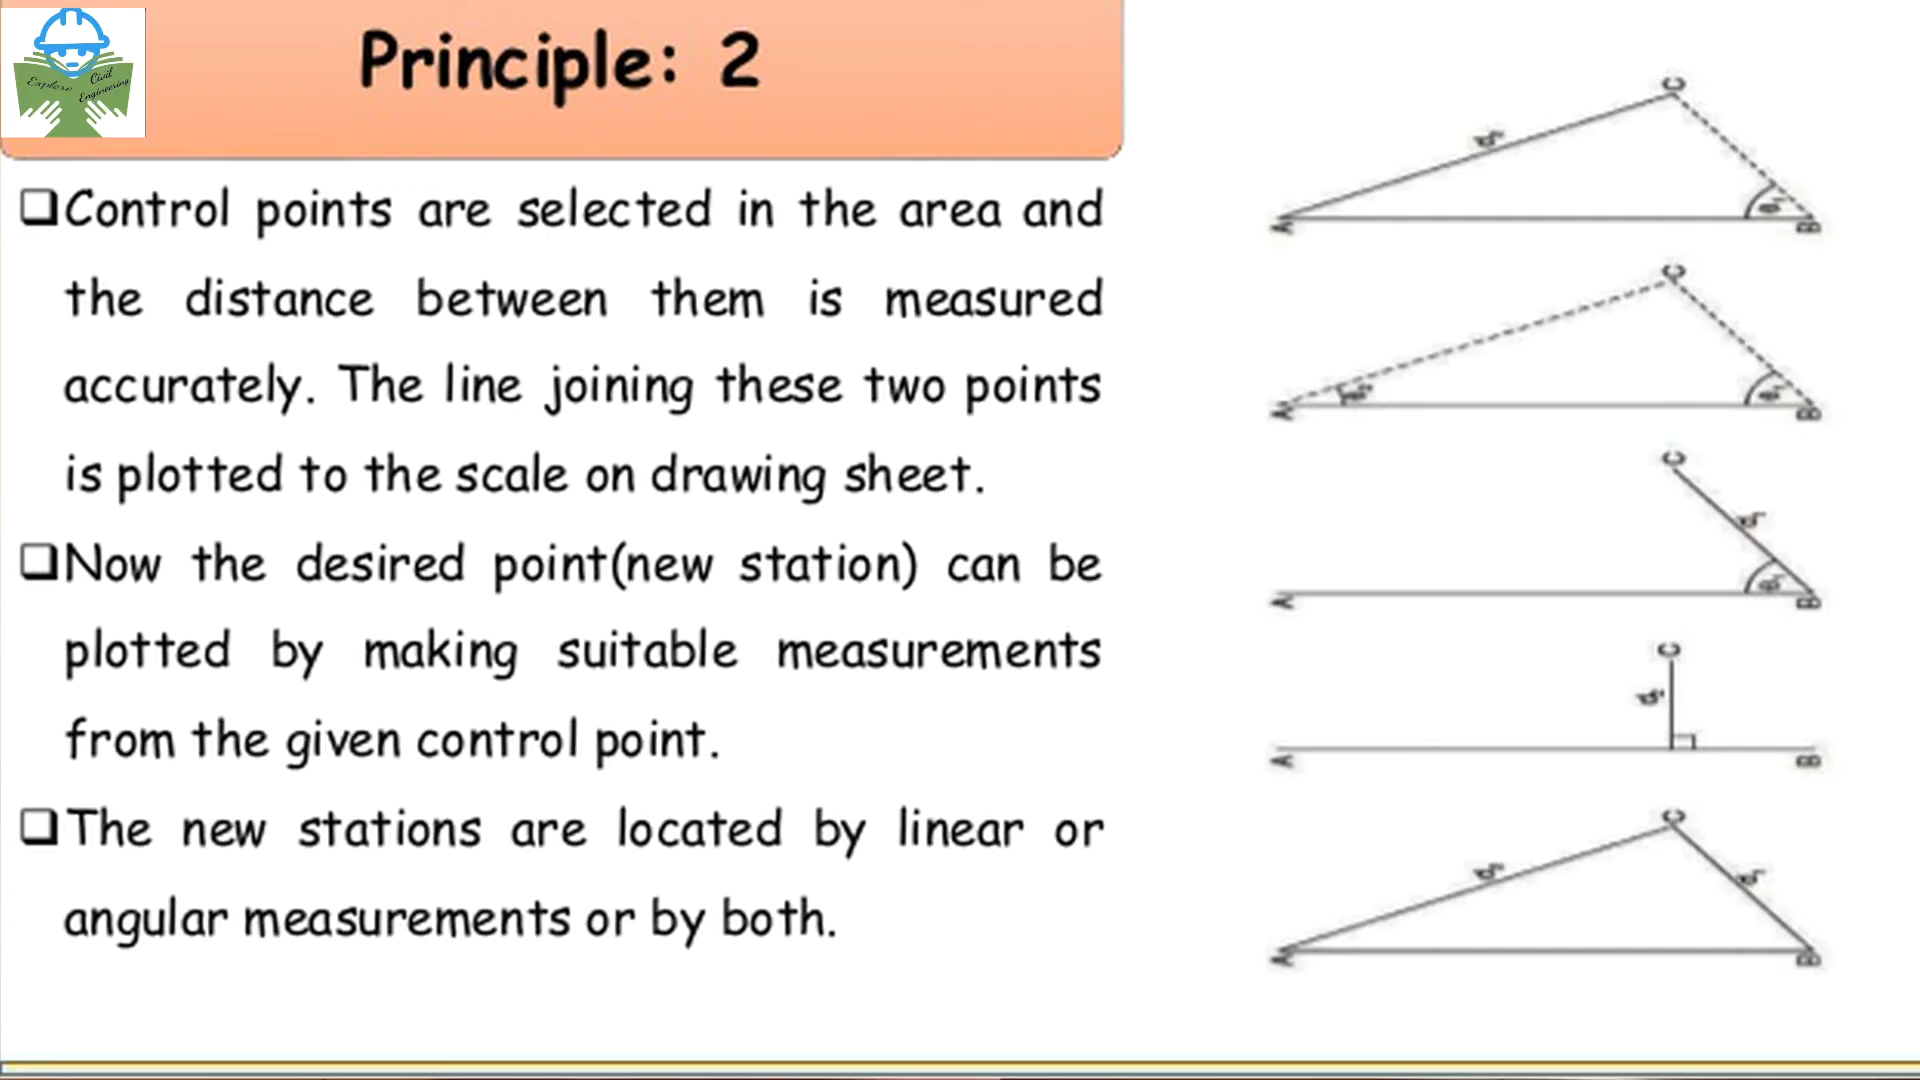 Explore Civil
Engineering
Principle: 2
❑Control points are selected in the area and
the distance between them is measured
accurately. The line joining these two points
is plotted to the scale on drawing sheet.
❑Now the desired point(new station) can be
plotted by making suitable measurements
from the given control point.
❑The new stations are located by linear or
angular measurements or by both.
C
A
B
C
A
B
C
A
B
C
A
B
C
A
B